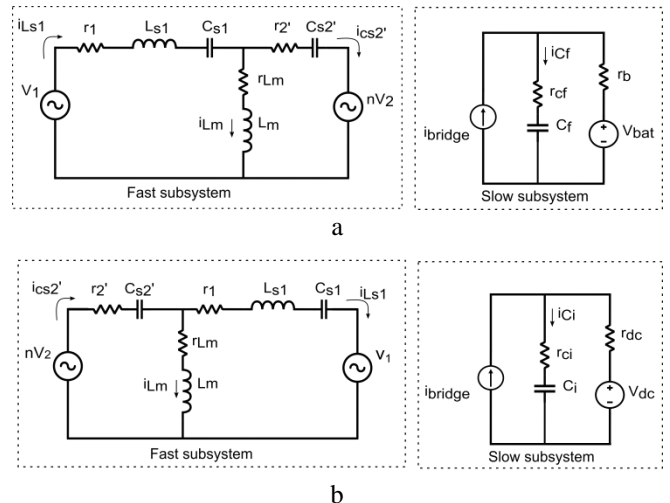 iLs1
r1
Ls1
Cs1
r2'
Cs2'
ics2'
V1
rLm
iLm
Lm
nV2
Fast subsystem
iCf
rcf
Cf
rb
ibridge
Vbat
Slow subsystem
a
ics2'
r2'
Cs2'
r1
Ls1
Cs1
iLs1
nV2
rLm
iLm
Lm
v1
Fast subsystem
iCi
rci
Ci
rdc
ibridge
Vdc
Slow subsystem
b